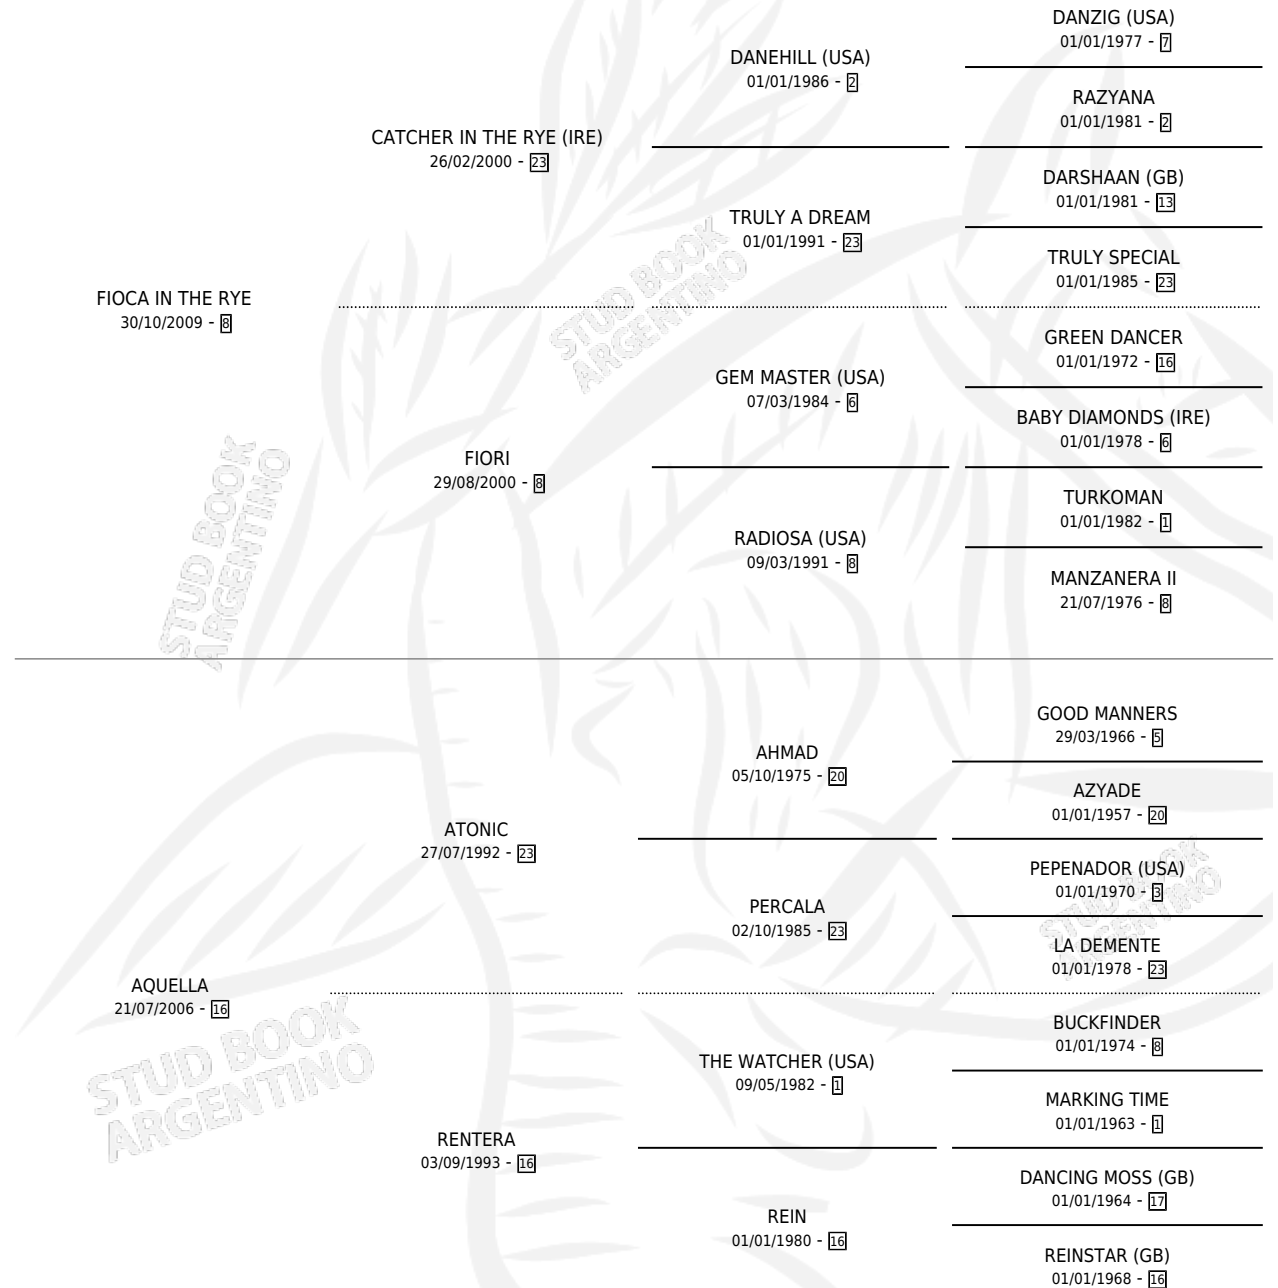 DANZIG (USA)
01/01/1977 - 7
DANEHILL (USA)
01/01/1986 - 2
RAZYANA
01/01/1981 - 2
CATCHER IN THE RYE (IRE)
26/02/2000 - 23
DARSHAAN (GB)
01/01/1981 - 13
TRULY A DREAM
01/01/1991 - 23
TRULY SPECIAL
01/01/1985 - 23
FIOCA IN THE RYE
30/10/2009 - 8
GREEN DANCER
01/01/1972 - 16
GEM MASTER (USA)
07/03/1984 - 6
BABY DIAMONDS (IRE)
01/01/1978 - 6
FIORI
29/08/2000 - 8
TURKOMAN
01/01/1982 - 1
RADIOSA (USA)
09/03/1991 - 8
MANZANERA II
21/07/1976 - 8
STUD BOOK
ARGENTINO
STUD BOOK
ARGENTINO
GOOD MANNERS
29/03/1966 - 5
AHMAD
05/10/1975 - 20
AZYADE
01/01/1957 - 20
ATONIC
27/07/1992 - 23
PEPENADOR (USA)
01/01/1970 - 3
PERCALA
02/10/1985 - 23
LA DEMENTE
01/01/1978 - 23
AQUELLA
21/07/2006 - 16
BUCKFINDER
01/01/1974 - 8
THE WATCHER (USA)
09/05/1982 - 1
MARKING TIME
01/01/1963 - 1
RENTERA
03/09/1993 - 16
DANCING MOSS (GB)
01/01/1964 - 17
REIN
01/01/1980 - 16
REINSTAR (GB)
01/01/1968 - 16
STUD BOOK
ARGENTINO
STUD BOOK
ARGENTINO